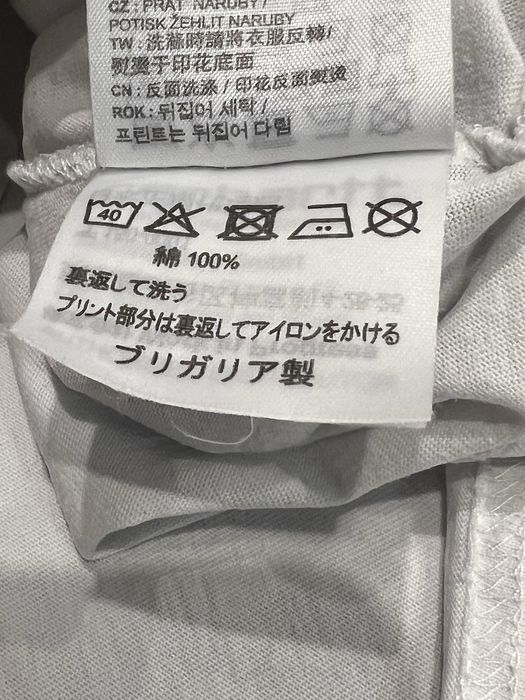 CZ : PRÁT NARUBY /
POTISK ŽEHLIT NARUBY
TW : 洗滌時請將衣服反轉/
熨燙于印花底面
CN : 反面洗涤 / 印花反面熨烫
ROK : 뒤집어 세탁 /
프린트는 뒤집어 다림
40
綿 100%
裏返して洗う
プリント部分は裏返してアイロンをかける
ブリガリア製